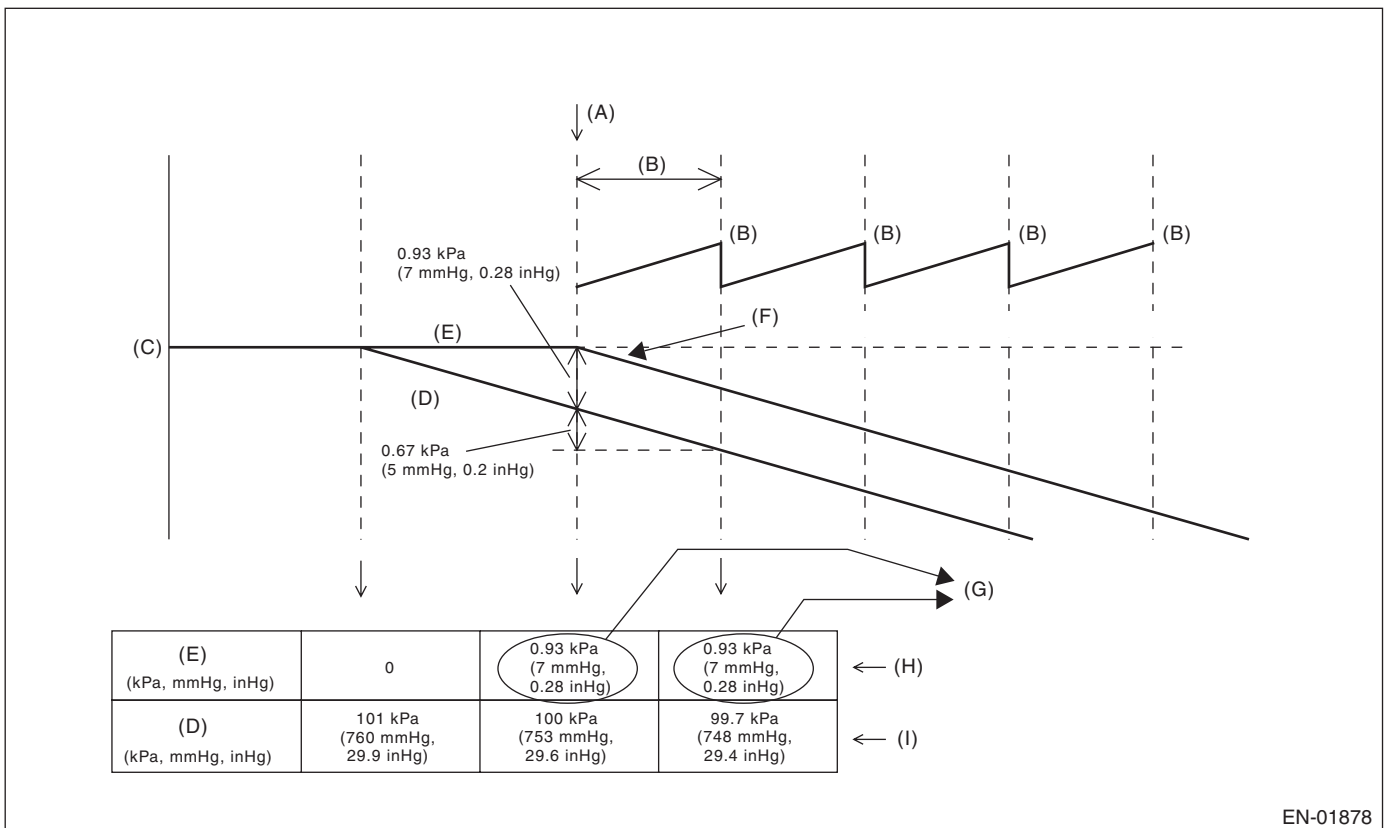 (A)
(B)
0.93 kPa
(7 mmHg, 0.28 inHg)
(B)
(B)
(B)
(B)
(C)
(E)
(F)
(D)
0.67 kPa
(5 mmHg, 0.2 inHg)
(G)
(E)
(kPa, mmHg, inHg)
0
0.93 kPa
(7 mmHg,
0.28 inHg)
0.93 kPa
(7 mmHg,
0.28 inHg)
(H)
(D)
(kPa, mmHg, inHg)
101 kPa
(760 mmHg,
29.9 inHg)
100 kPa
(753 mmHg,
29.6 inHg)
99.7 kPa
(748 mmHg,
29.4 inHg)
(I)
EN-01878